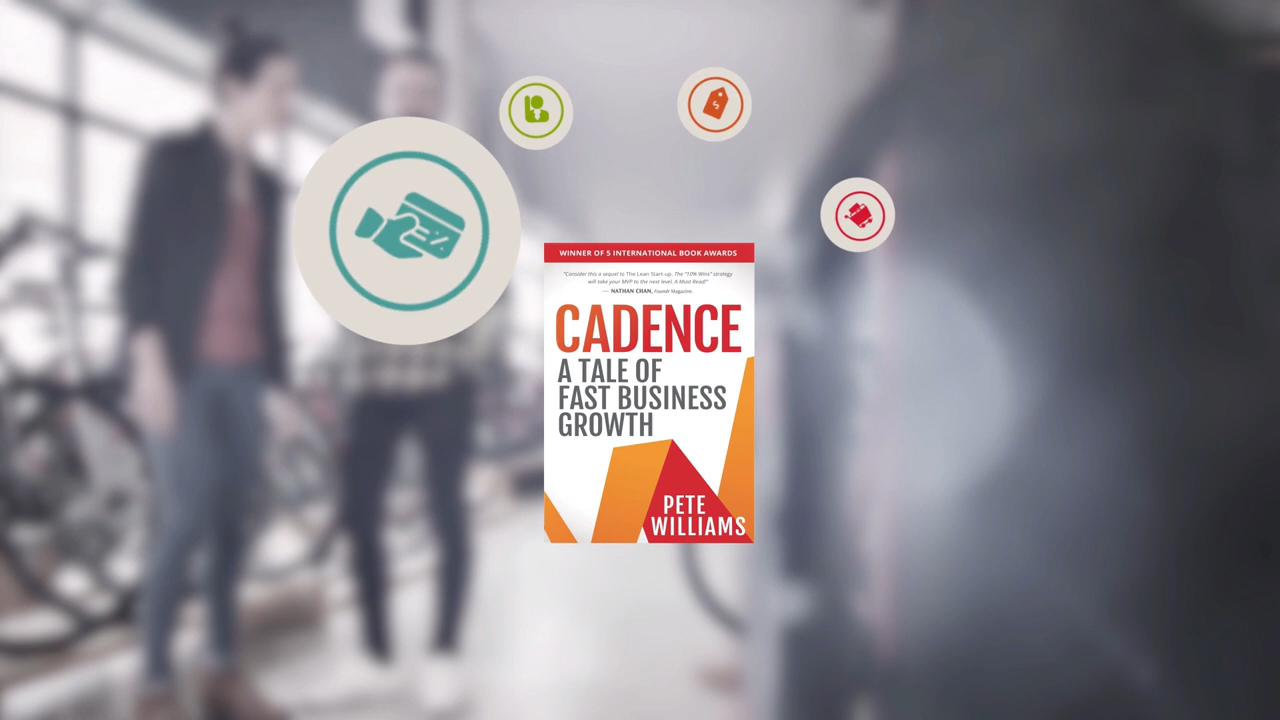 WINNER OF 5 INTERNATIONAL BOOK AWARDS
"Consider this a sequel to The Lean Start-up. The "10% Wins" strategy
will take your MVP to the next level. A Must Read!"
— NATHAN CHAN, Foundr Magazine.
CADENCE
A TALE OF
FAST BUSINESS
GROWTH
PETE
WILLIAMS